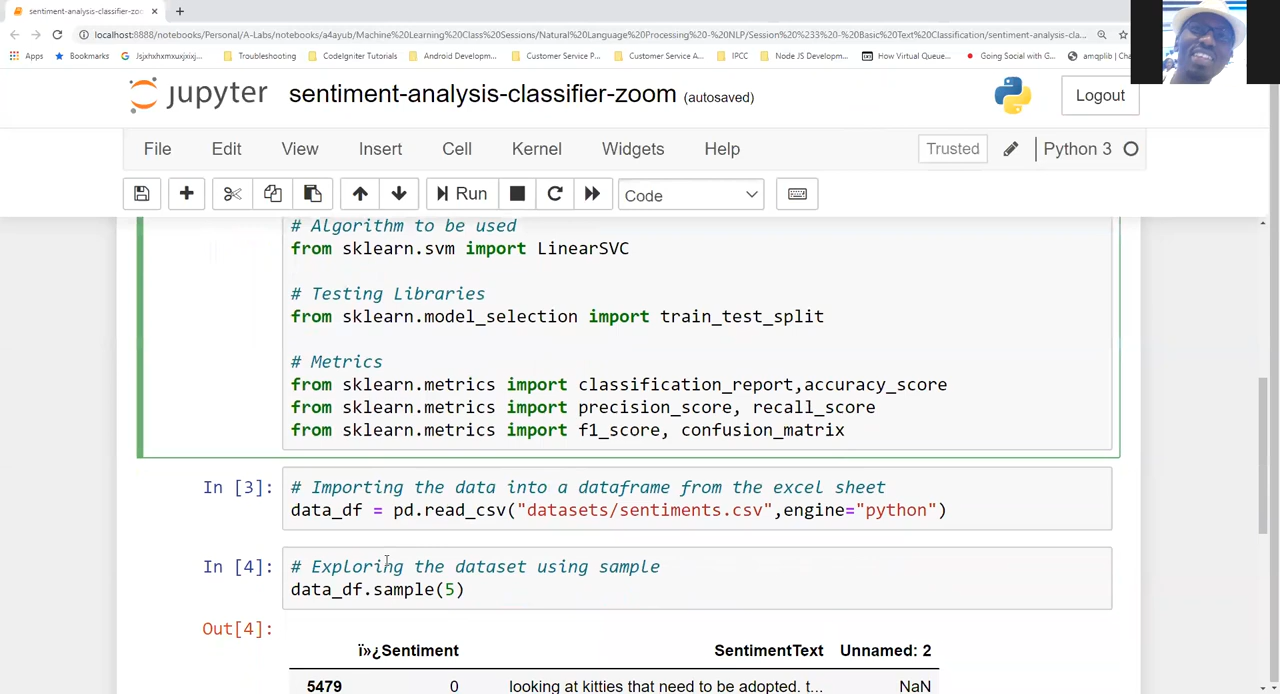 sentiment-analysis-classifier-zo
localhost:8888/notebooks/Personal/A-Labs/notebooks/a4ayub/Machine%20Learning%20Class%20Sessions/Natural%20Language%20Processing%20-%20NLP/Session%20%233%20-%20Basic%20Text%20Classification/sentiment-analysis-cla...
Apps Bookmarks Troubleshooting CodeIgniter Tutorials Android Developm... Customer Service P... Customer Service A... IPCC Node JS Developm... How Virtual Queue... Going Social with G... amqplib | Cha
jupyter sentiment-analysis-classifier-zoom (autosaved) Logout
File Edit View Insert Cell Kernel Widgets Help Trusted Python 3
Run Code
# Algorithm to be used
from sklearn.svm import LinearSVC
# Testing Libraries
from sklearn.model_selection import train_test_split
# Metrics
from sklearn.metrics import classification_report,accuracy_score
from sklearn.metrics import precision_score, recall_score
from sklearn.metrics import f1_score, confusion_matrix
In [3]: # Importing the data into a dataframe from the excel sheet
data_df = pd.read_csv("datasets/sentiments.csv",engine="python")
In [4]: # Exploring the dataset using sample
data_df.sample(5)
Out[4]:
ï»¿Sentiment SentimentText Unnamed: 2
5479 0 looking at kitties that need to be adopted. t... NaN